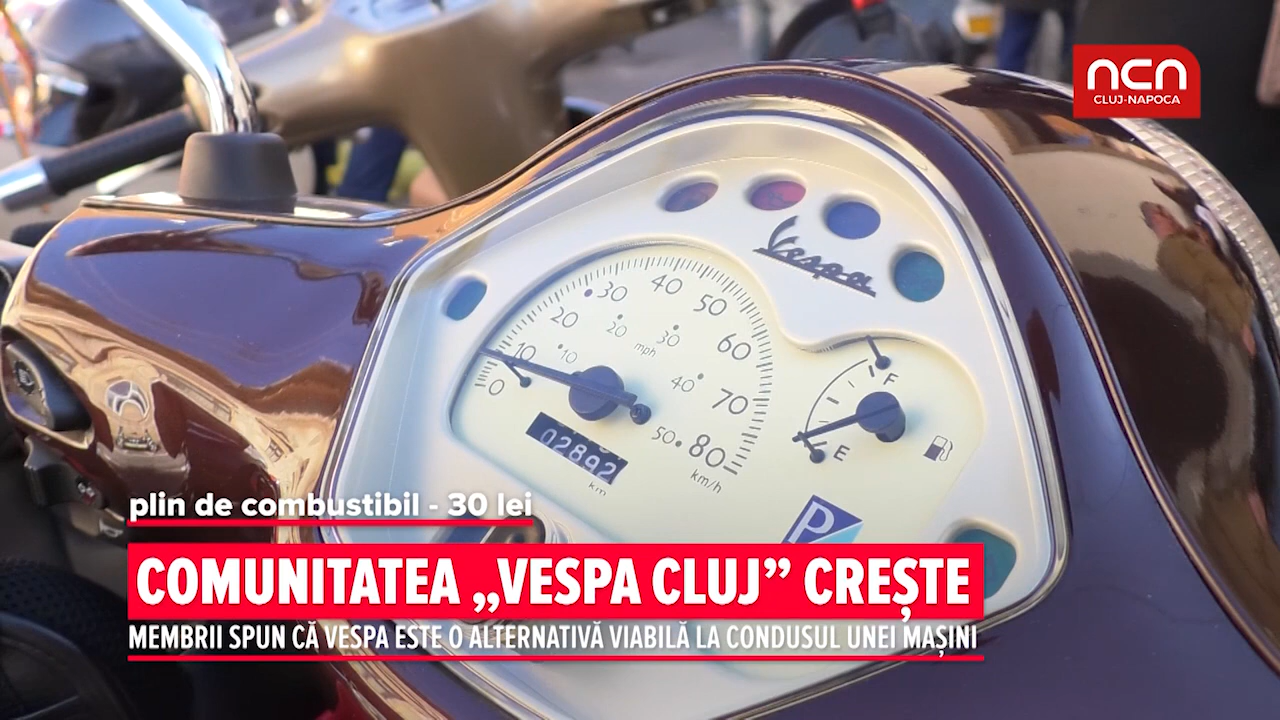 ncn
CLUJ-NAPOCA
Vespa
0 10 20 30 40 50 60 70 80
km/h
10 20 30 40 50
mph
02892
km
F
E
P
plin de combustibil - 30 lei
COMUNITATEA „VESPA CLUJ” CREȘTE
MEMBRII SPUN CĂ VESPA ESTE O ALTERNATIVĂ VIABILĂ LA CONDUSUL UNEI MAȘINI